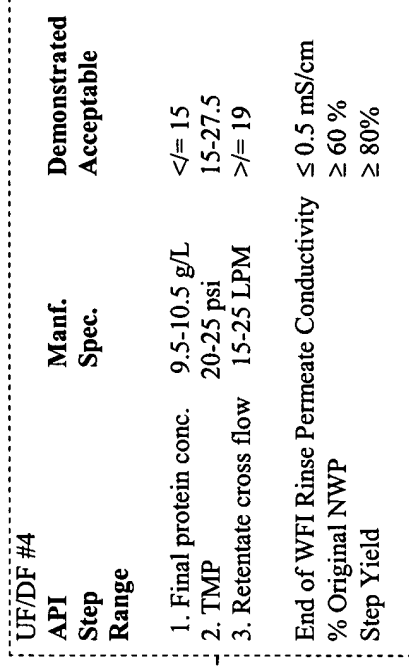 UF/DF #4
API Manf. Demonstrated
Step Spec. Acceptable
Range
1. Final protein conc. 9.5-10.5 g/L </= 15
2. TMP 20-25 psi 15-27.5
3. Retentate cross flow 15-25 LPM >/= 19
End of WFI Rinse Permeate Conductivity ≤ 0.5 mS/cm
% Original NWP ≥ 60 %
Step Yield ≥ 80%